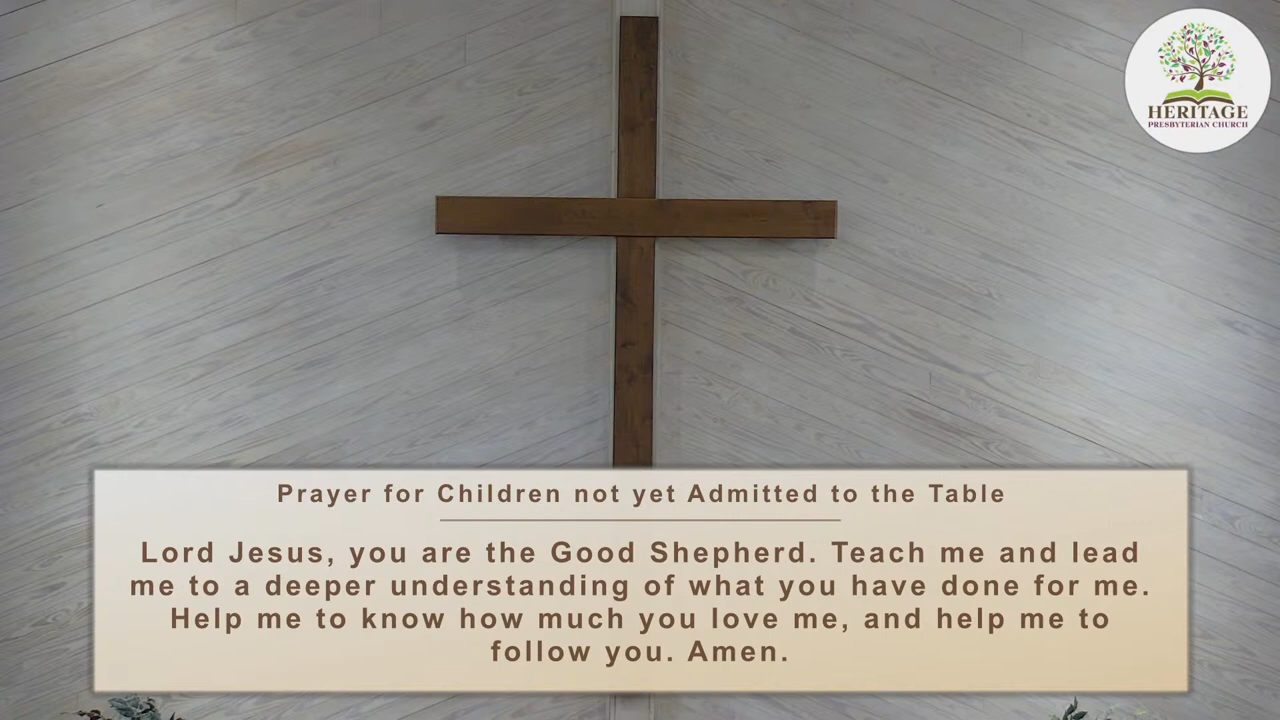 HERITAGE
PRESBYTERIAN CHURCH
Prayer for Children not yet Admitted to the Table
Lord Jesus, you are the Good Shepherd. Teach me and lead
me to a deeper understanding of what you have done for me.
Help me to know how much you love me, and help me to
follow you. Amen.